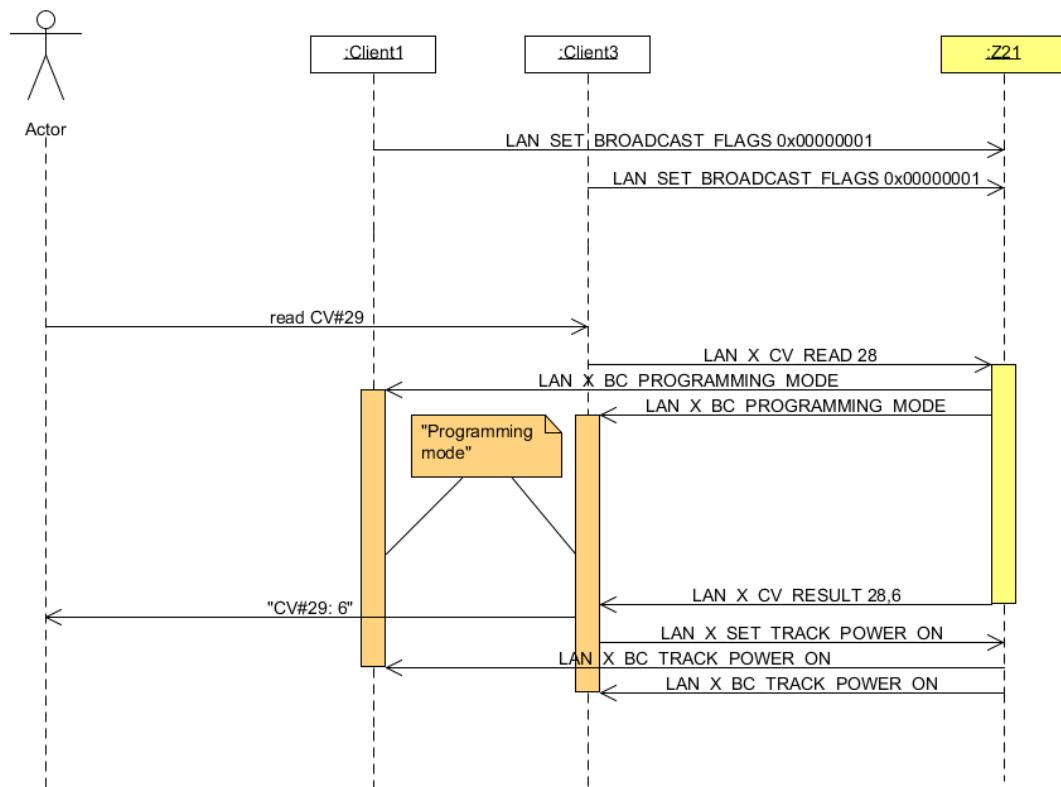 :Client1
:Client3
:Z21
Actor
LAN_SET_BROADCAST_FLAGS 0x00000001
LAN_SET_BROADCAST_FLAGS 0x00000001
read CV#29
LAN_X_CV_READ 28
LAN_X_BC_PROGRAMMING_MODE
LAN_X_BC_PROGRAMMING_MODE
"Programming
mode"
LAN_X_CV_RESULT 28,6
"CV#29: 6"
LAN_X_SET_TRACK_POWER_ON
LAN_X_BC_TRACK_POWER_ON
LAN_X_BC_TRACK_POWER_ON